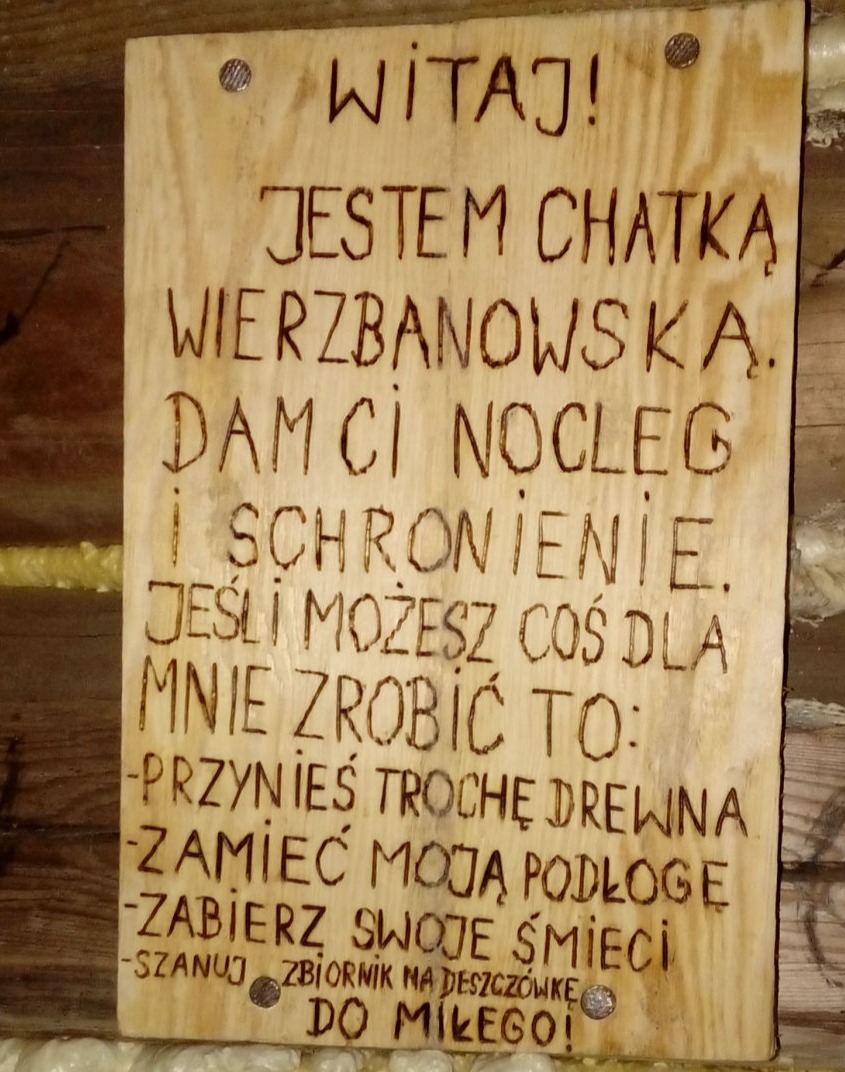 WiTAJ!
JESTEM CHATKĄ
WIERZBANOWSKĄ.
DAM Ci NOCLEG
i SCHRONiENiE.
JEŚLi MOŻESZ COŚ DLA
MNiE ZROBiĆ TO:
-PRZYNiEŚ TROCHĘ DREWNA
-ZAMiEĆ MOJĄ PODŁOGĘ
-ZABiERZ SWOJE ŚMiECi
-SZANUJ ZBiORNiK NA DESZCZÓWKĘ
DO MiŁEGO!